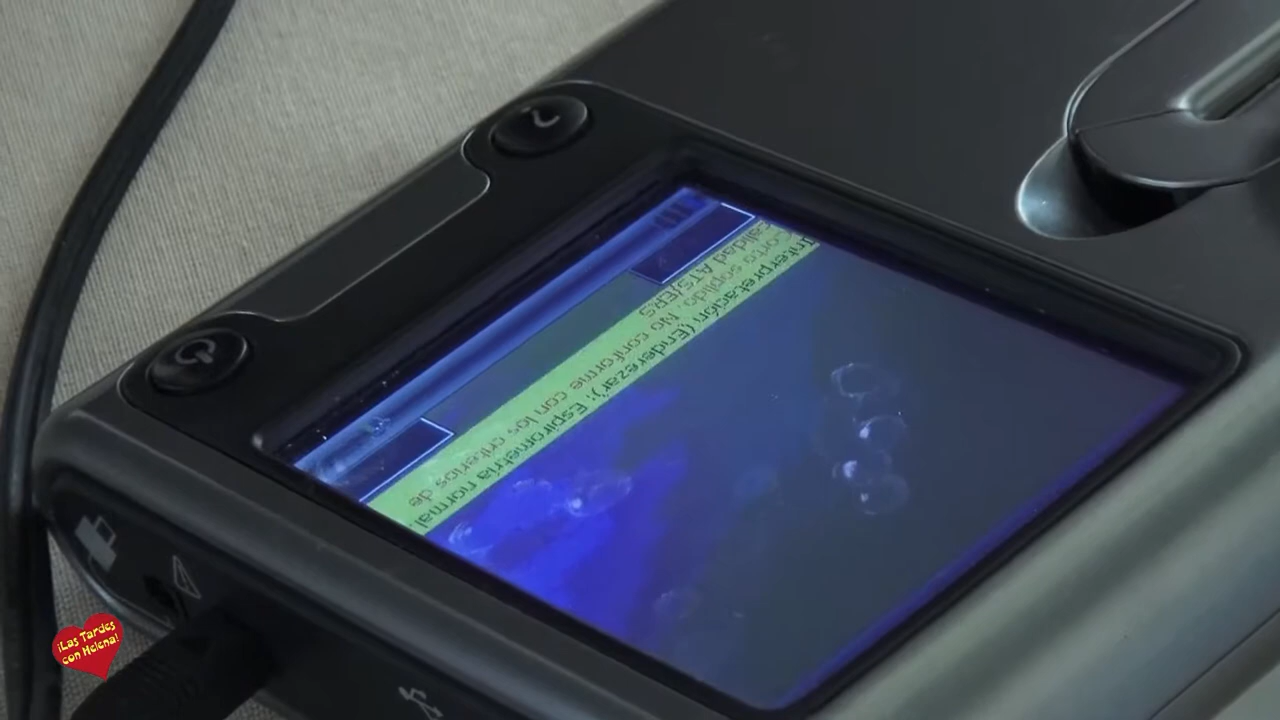 Interpretación (Enderezar): Espirometría normal.
Corto soplido. No conforme con los criterios de
calidad ATS/ERS
¡Las Tardes
con Helena!